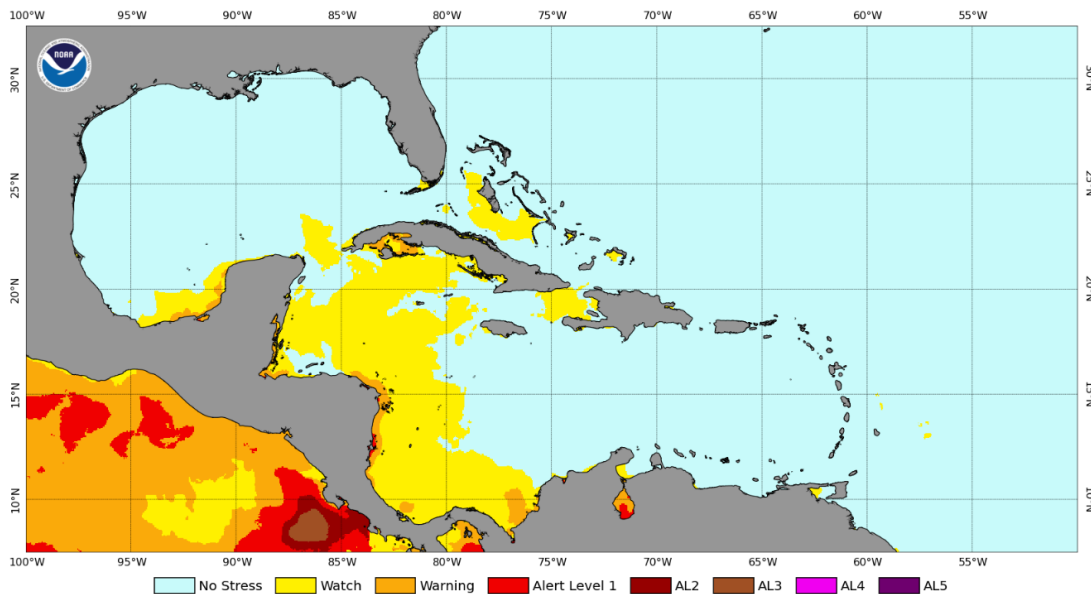 100°W 95°W 90°W 85°W 80°W 75°W 70°W 65°W 60°W 55°W
NOAA
30°N 30°N
25°N 25°N
20°N 20°N
15°N 15°N
10°N 10°N
100°W 95°W 90°W 85°W 80°W 75°W 70°W 65°W 60°W 55°W
No Stress Watch Warning Alert Level 1 AL2 AL3 AL4 AL5